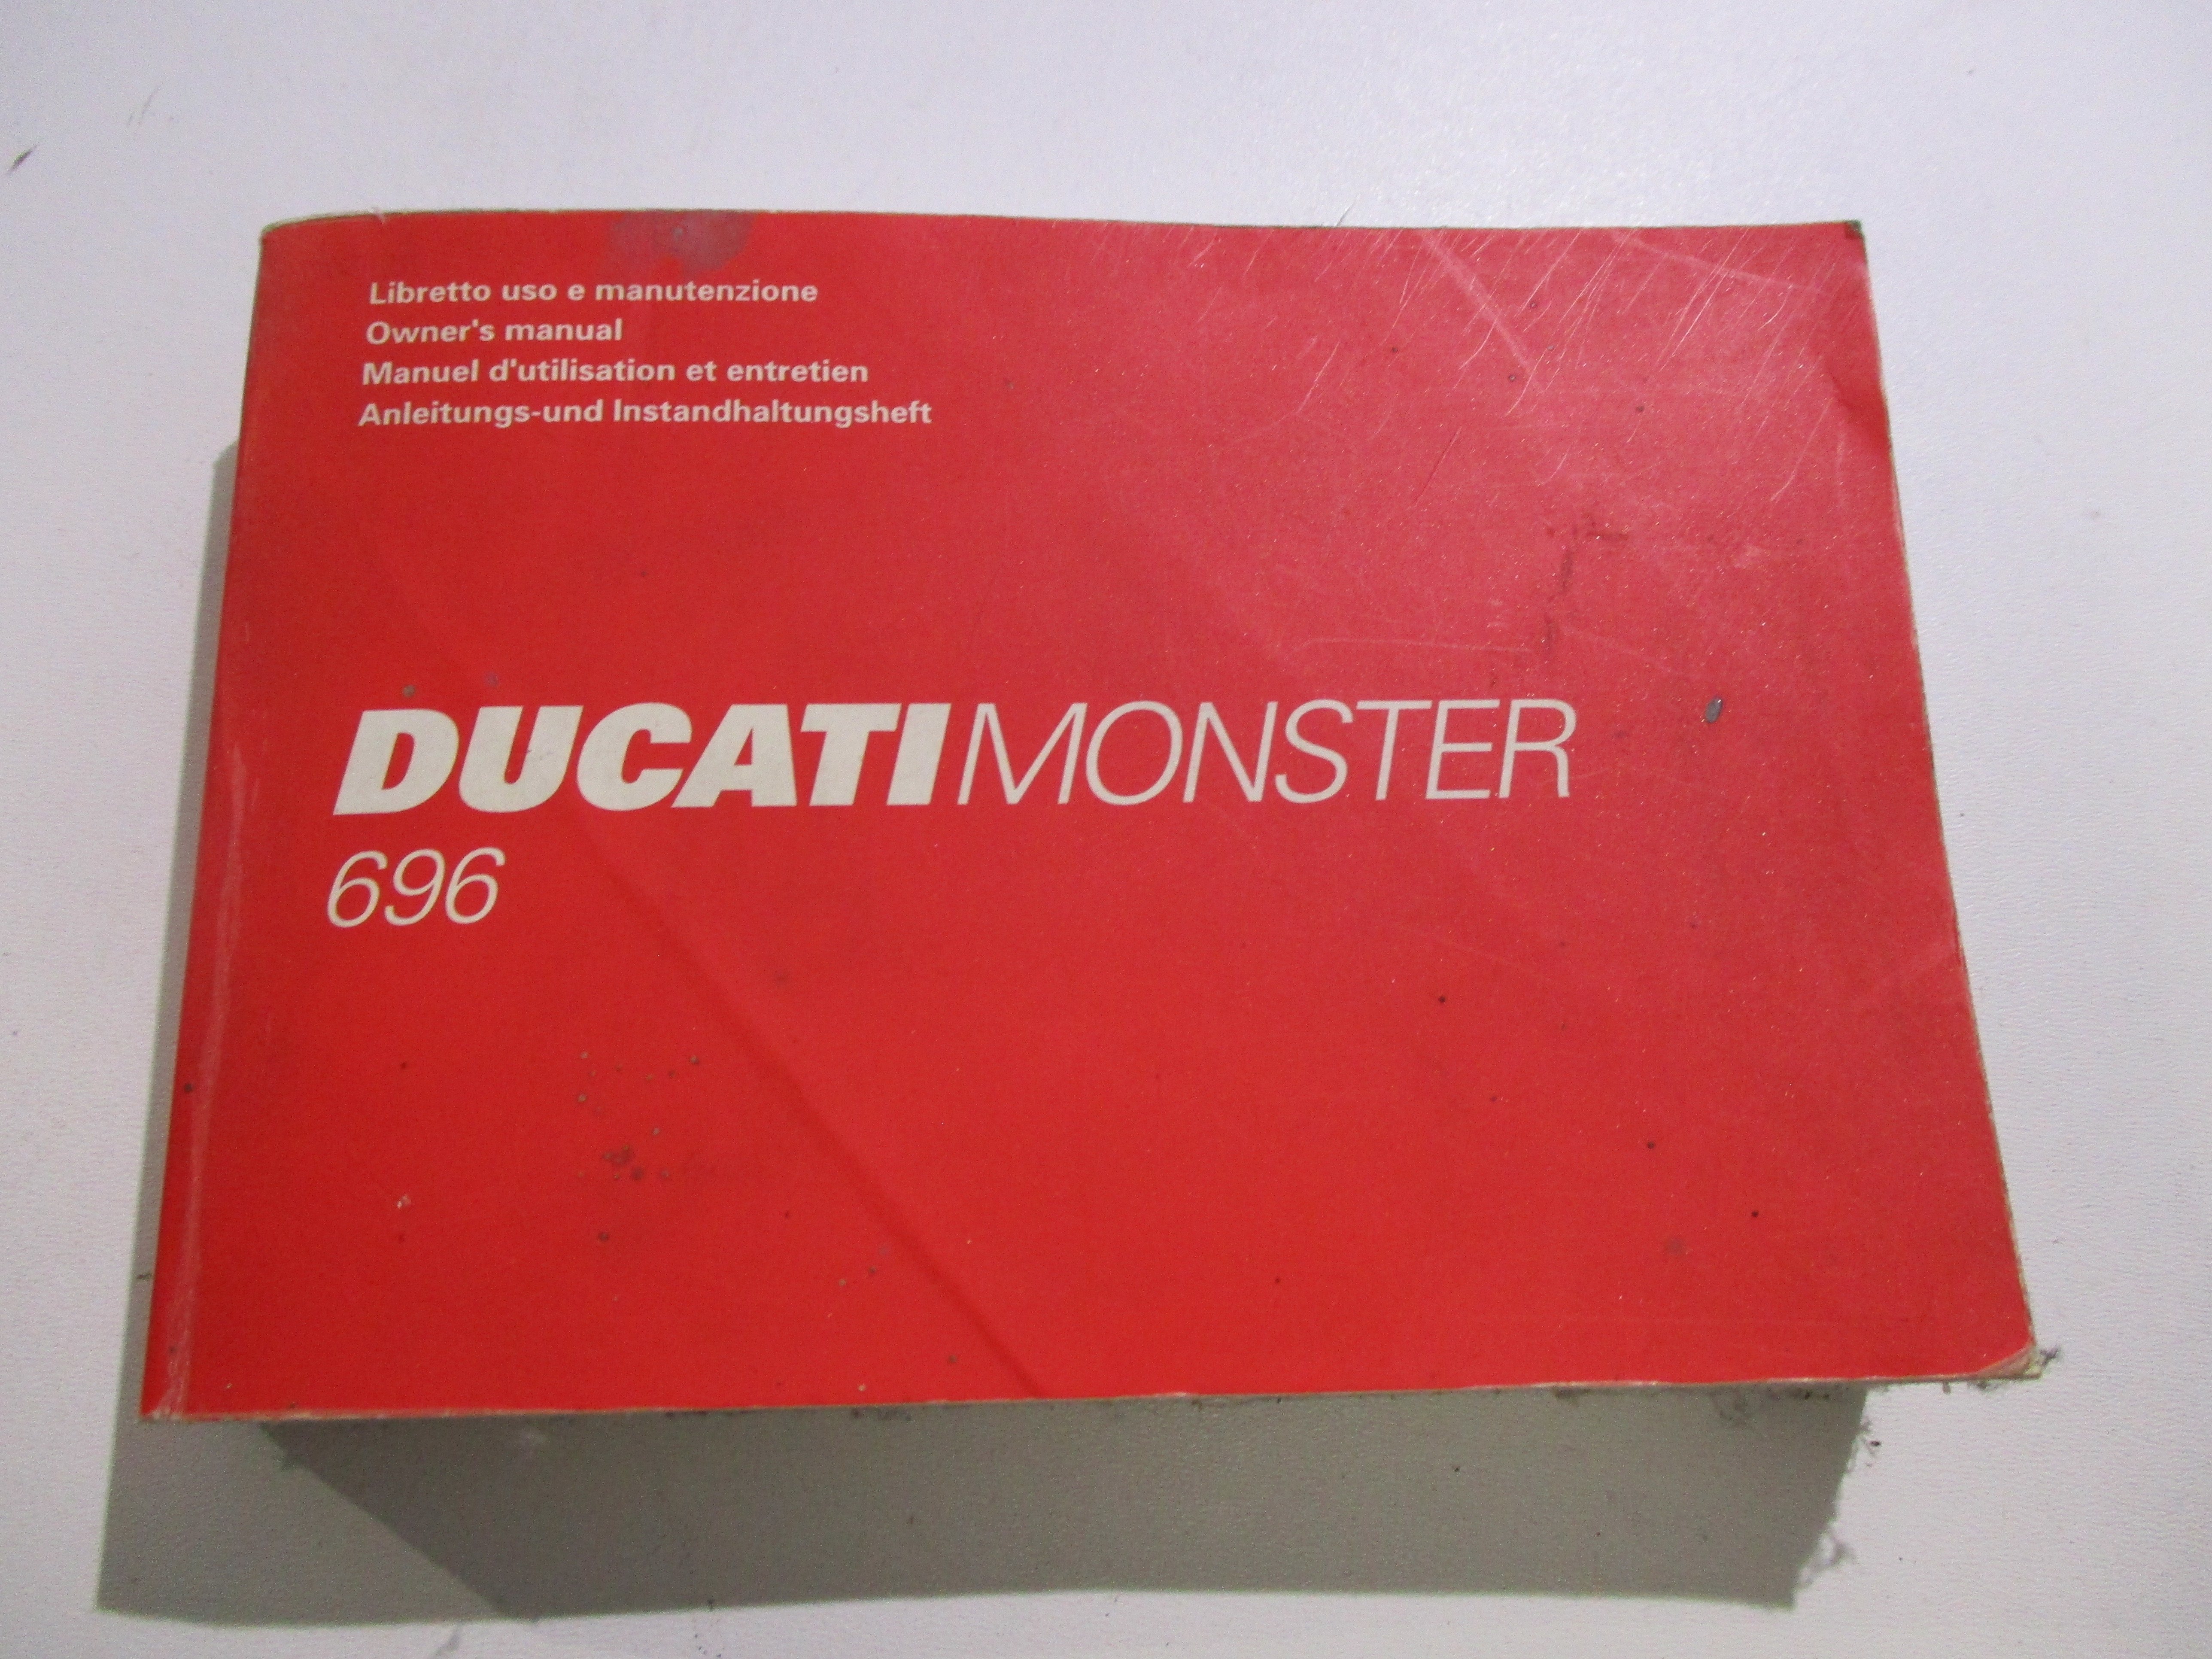 Libretto uso e manutenzione
Owner's manual
Manuel d'utilisation et entretien
Anleitungs-und Instandhaltungsheft
DUCATIMONSTER
696